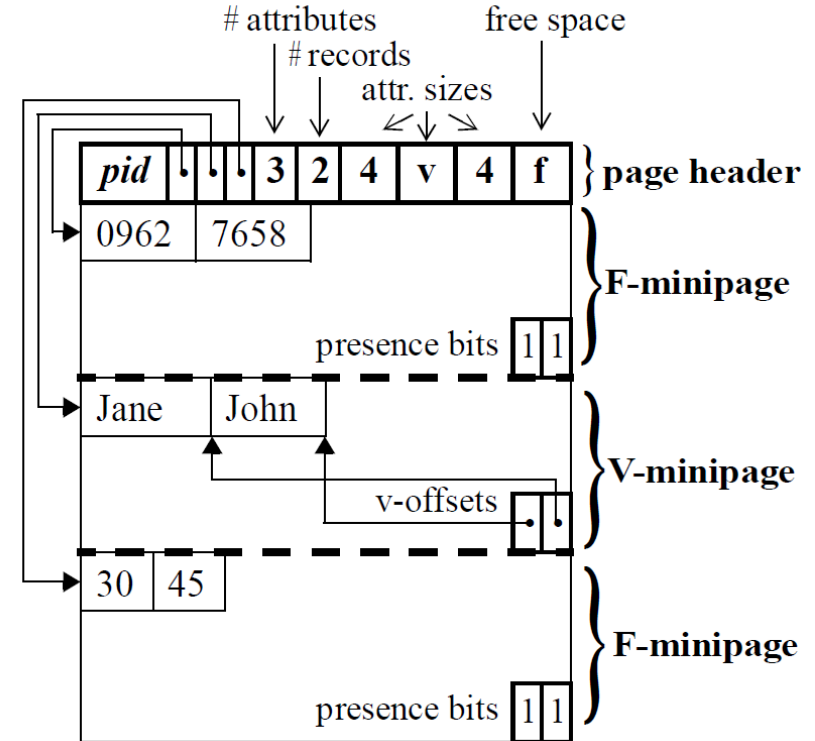 # attributes free space
# records
attr. sizes
pid 3 2 4 v 4 f page header
0962 7658
F-minipage
presence bits 1 1
Jane John
V-minipage
v-offsets
30 45
F-minipage
presence bits 1 1